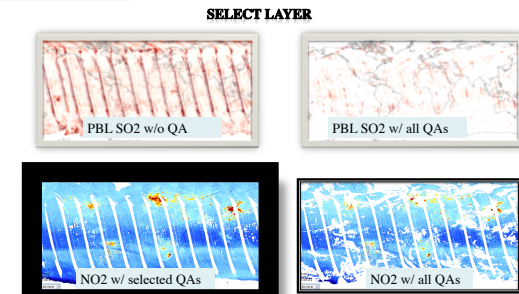 SELECT LAYER
PBL SO2 w/o QA
PBL SO2 w/ all QAs
NO2 w/ selected QAs
NO2 w/ all QAs